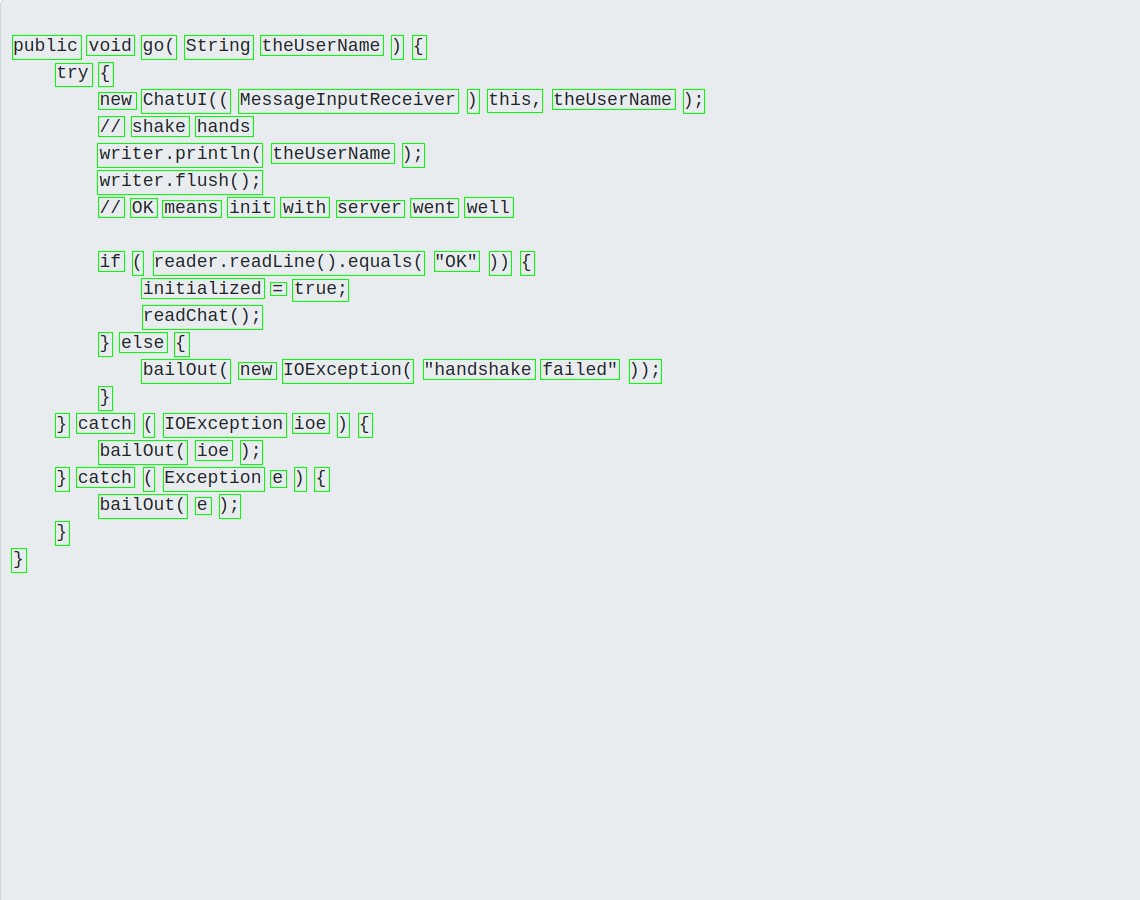 public void go( String theUserName ) {
    try {
        new ChatUI(( MessageInputReceiver ) this, theUserName );
        // shake hands
        writer.println( theUserName );
        writer.flush();
        // OK means init with server went well
        if ( reader.readLine().equals( "OK" )) {
            initialized = true;
            readChat();
        } else {
            bailOut( new IOException( "handshake failed" ));
        }
    } catch ( IOException ioe ) {
        bailOut( ioe );
    } catch ( Exception e ) {
        bailOut( e );
    }
}